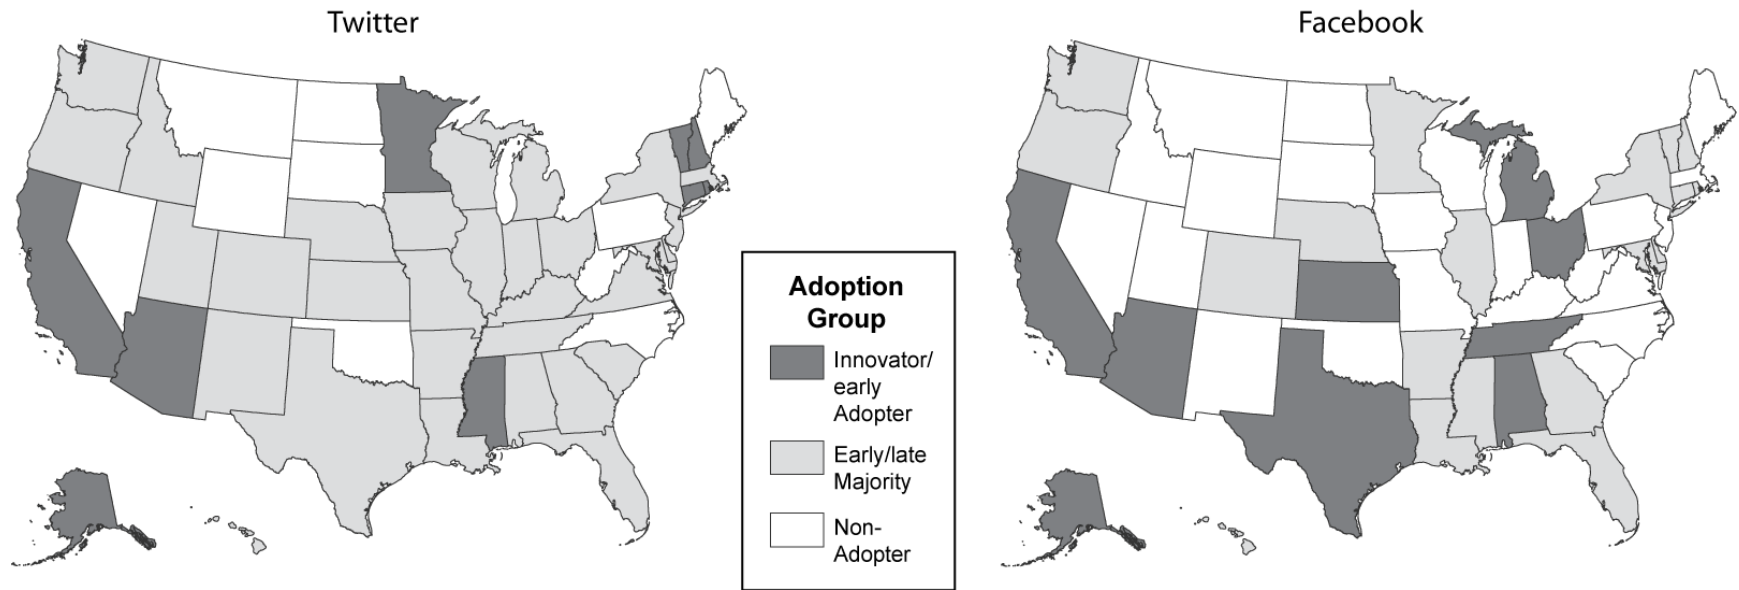 Twitter
Facebook
Adoption
Group
Innovator/
early
Adopter
Early/late
Majority
Non-
Adopter